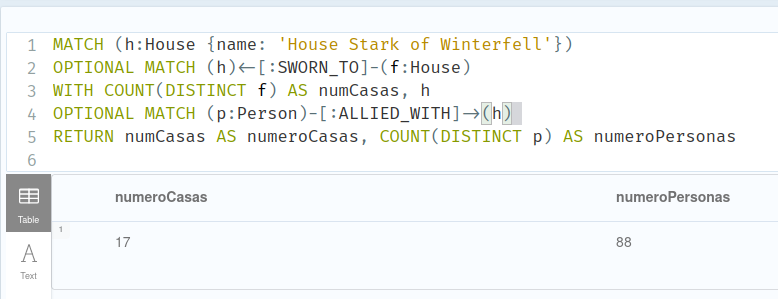 1 MATCH (h:House {name: 'House Stark of Winterfell'})
2 OPTIONAL MATCH (h)<-[:SWORN_TO]-(f:House)
3 WITH COUNT(DISTINCT f) AS numCasas, h
4 OPTIONAL MATCH (p:Person)-[:ALLIED_WITH]->(h)
5 RETURN numCasas AS numeroCasas, COUNT(DISTINCT p) AS numeroPersonas
6
numeroCasas numeroPersonas
Table
1
17 88
A
Text